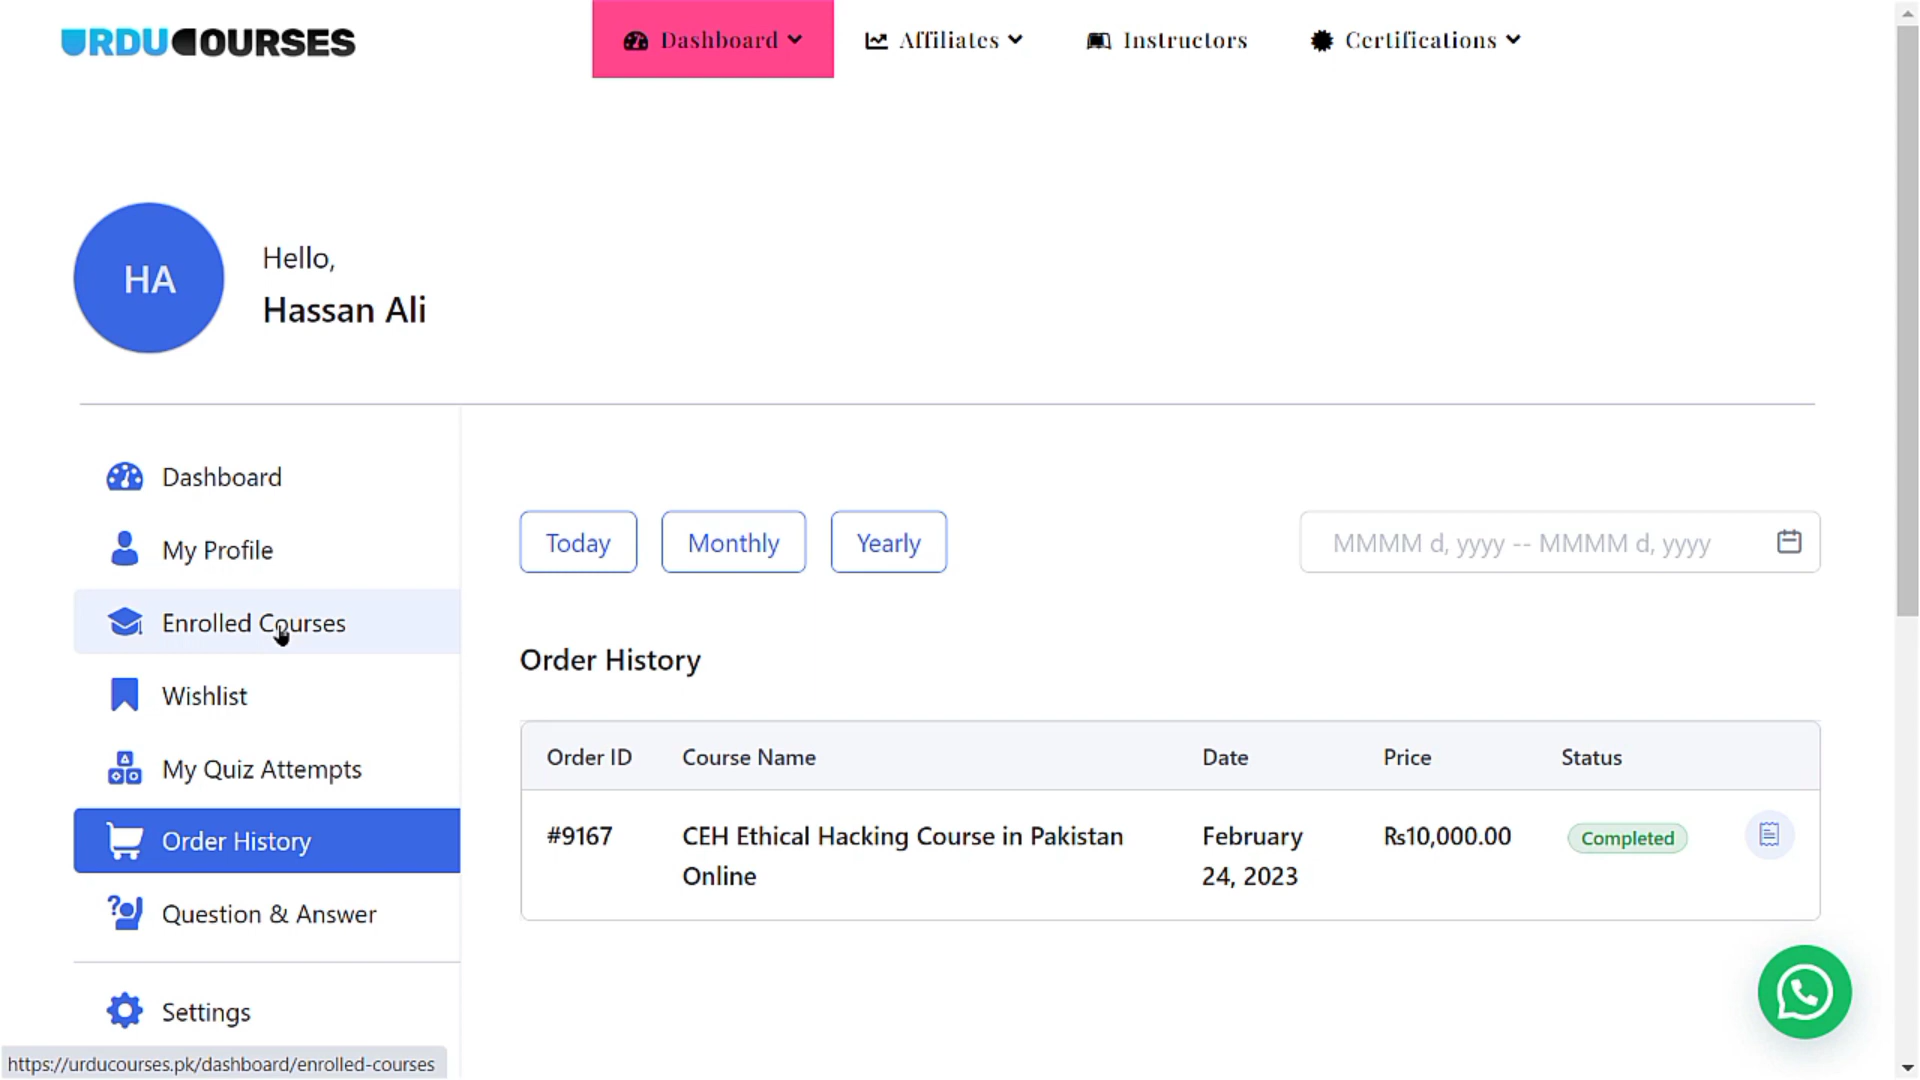 URDUCOURSES
Dashboard
Affiliates
Instructors
Certifications
HA
Hello,
Hassan Ali
Dashboard
My Profile
Enrolled Courses
Wishlist
My Quiz Attempts
Order History
Question & Answer
Settings
Today
Monthly
Yearly
MMMM d, yyyy -- MMMM d, yyyy
Order History
Order ID Course Name Date Price Status
#9167 CEH Ethical Hacking Course in Pakistan February ₨10,000.00 Completed
Online 24, 2023
https://urducourses.pk/dashboard/enrolled-courses